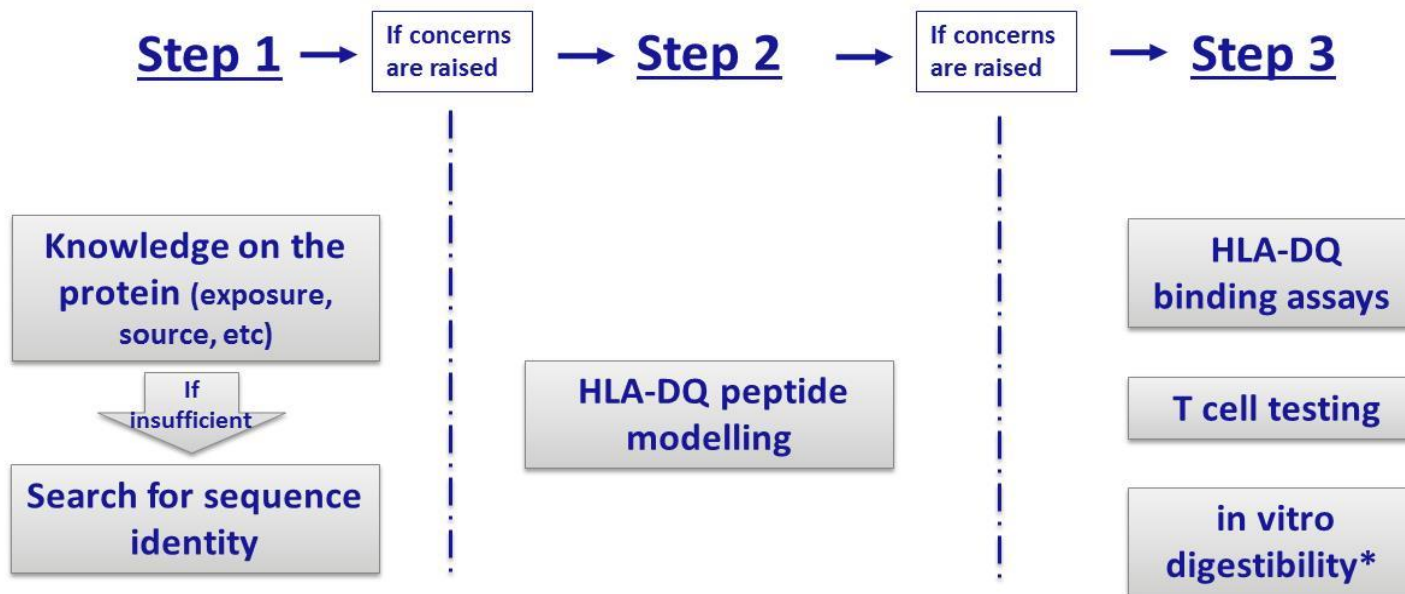 Step 1
If concerns
are raised
Step 2
If concerns
are raised
Step 3
Knowledge on the
protein (exposure,
source, etc)
If
insufficient
Search for sequence
identity
HLA-DQ peptide
modelling
HLA-DQ
binding assays
T cell testing
in vitro
digestibility*